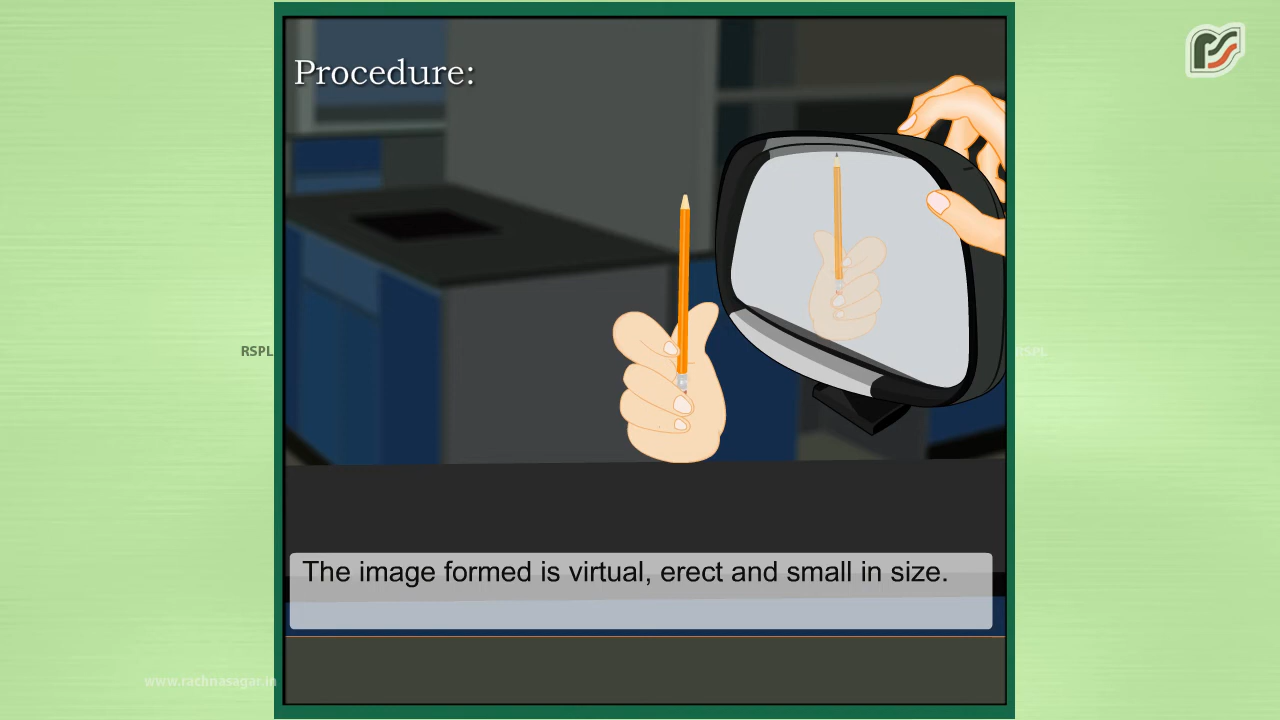 Procedure:
RSPL
RSPL
The image formed is virtual, erect and small in size.
www.rachnasagar.in